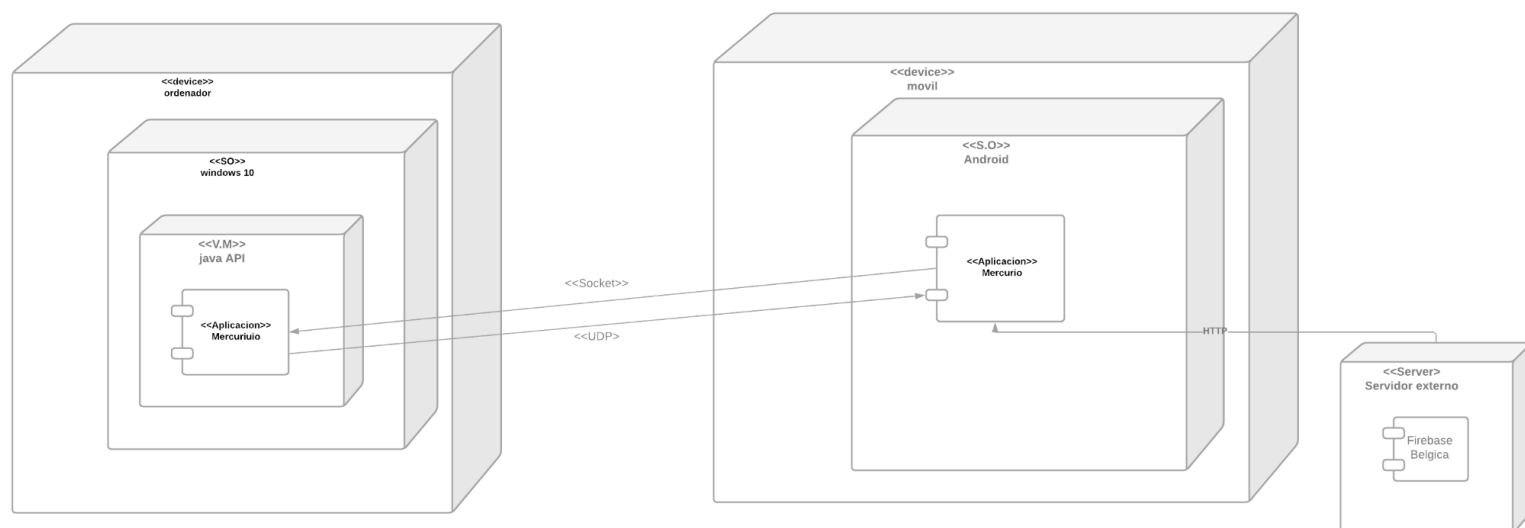 <<device>>
ordenador
<<SO>>
windows 10
<<V.M>>
java API
<<Aplicacion>>
Mercuriuio
<<Socket>>
<<UDP>
<<device>>
movil
<<S.O>>
Android
<<Aplicacion>>
Mercurio
HTTP
<<Server>
Servidor externo
Firebase
Belgica